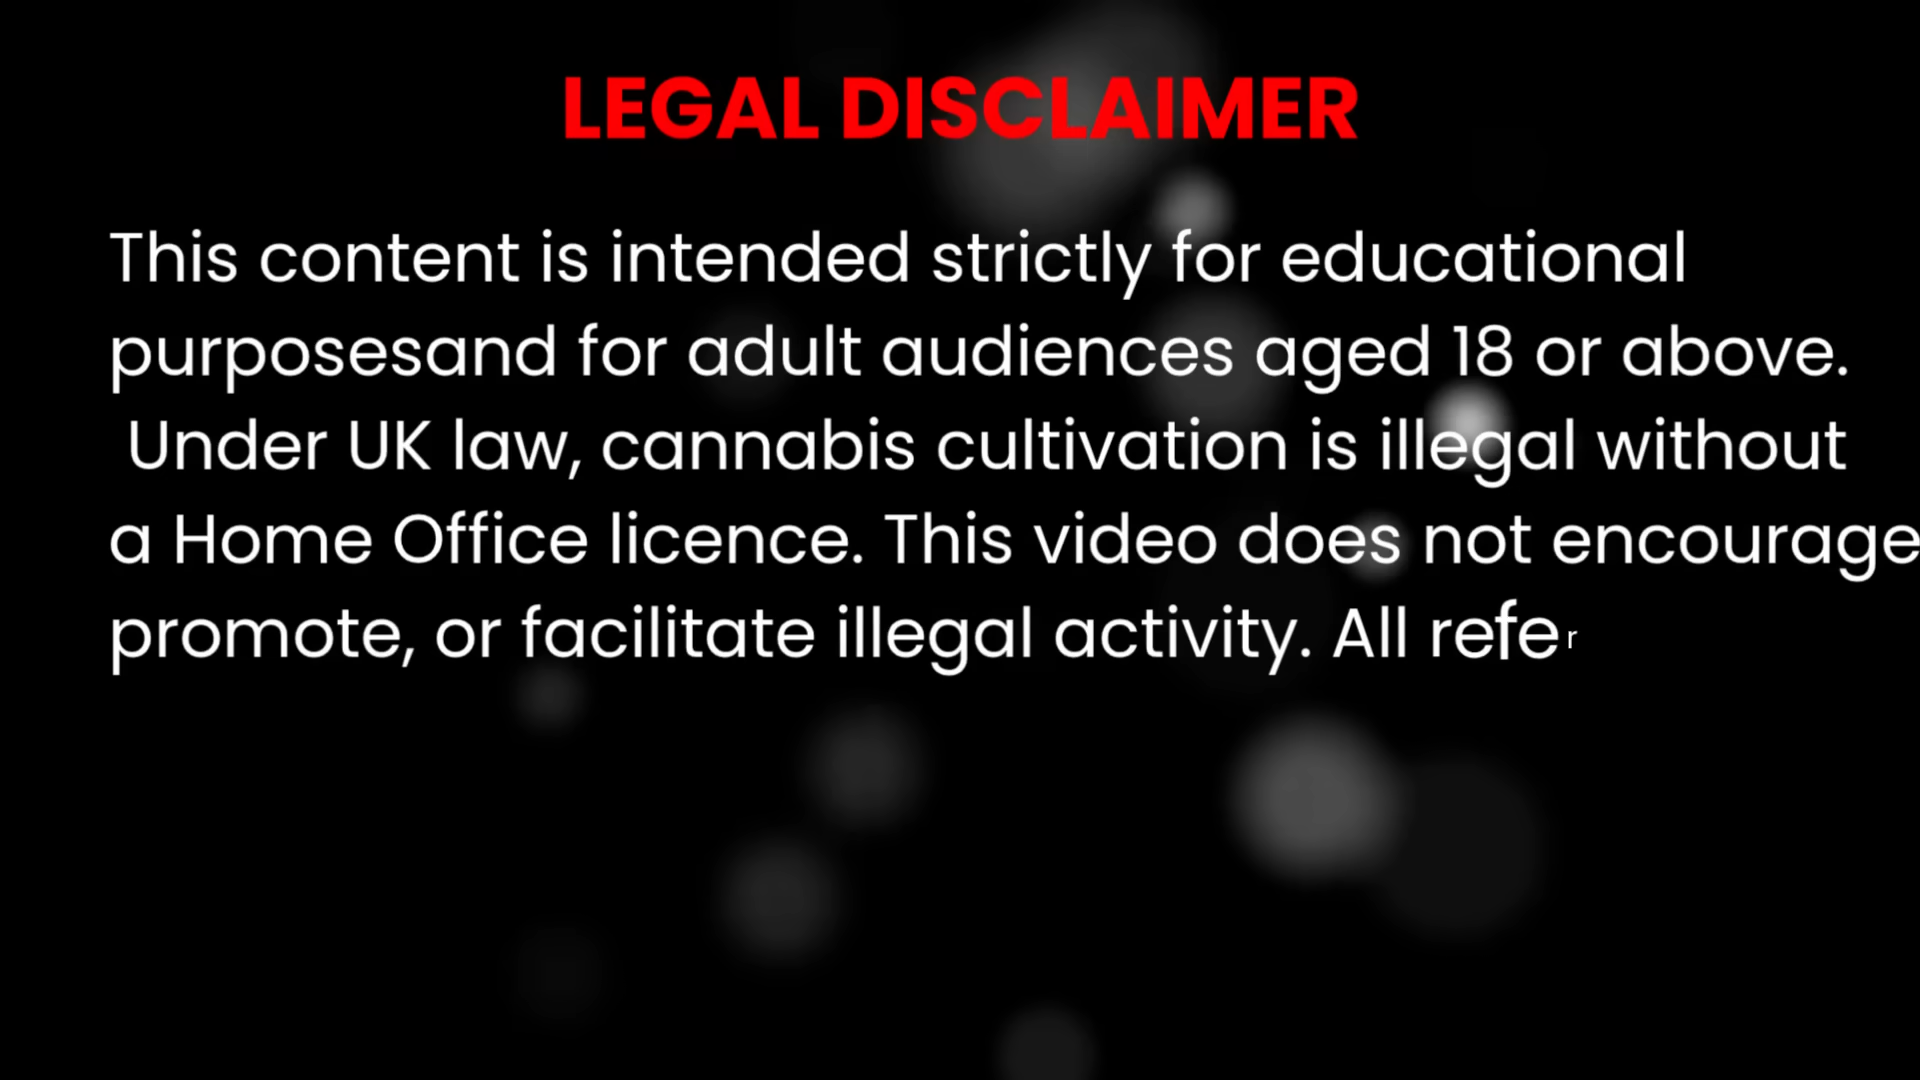 LEGAL DISCLAIMER
This content is intended strictly for educational
purposesand for adult audiences aged 18 or above.
Under UK law, cannabis cultivation is illegal without
a Home Office licence. This video does not encourage
promote, or facilitate illegal activity. All refer